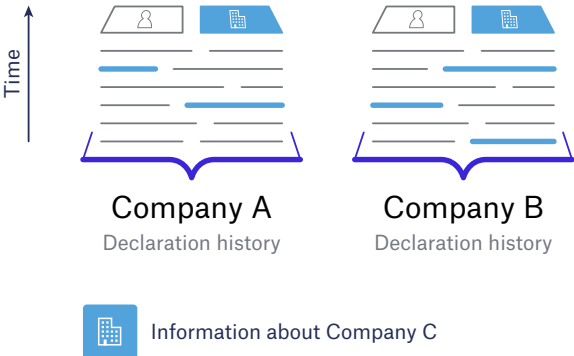 Time
Company A
Company B
Declaration history
Declaration history
Information about Company C